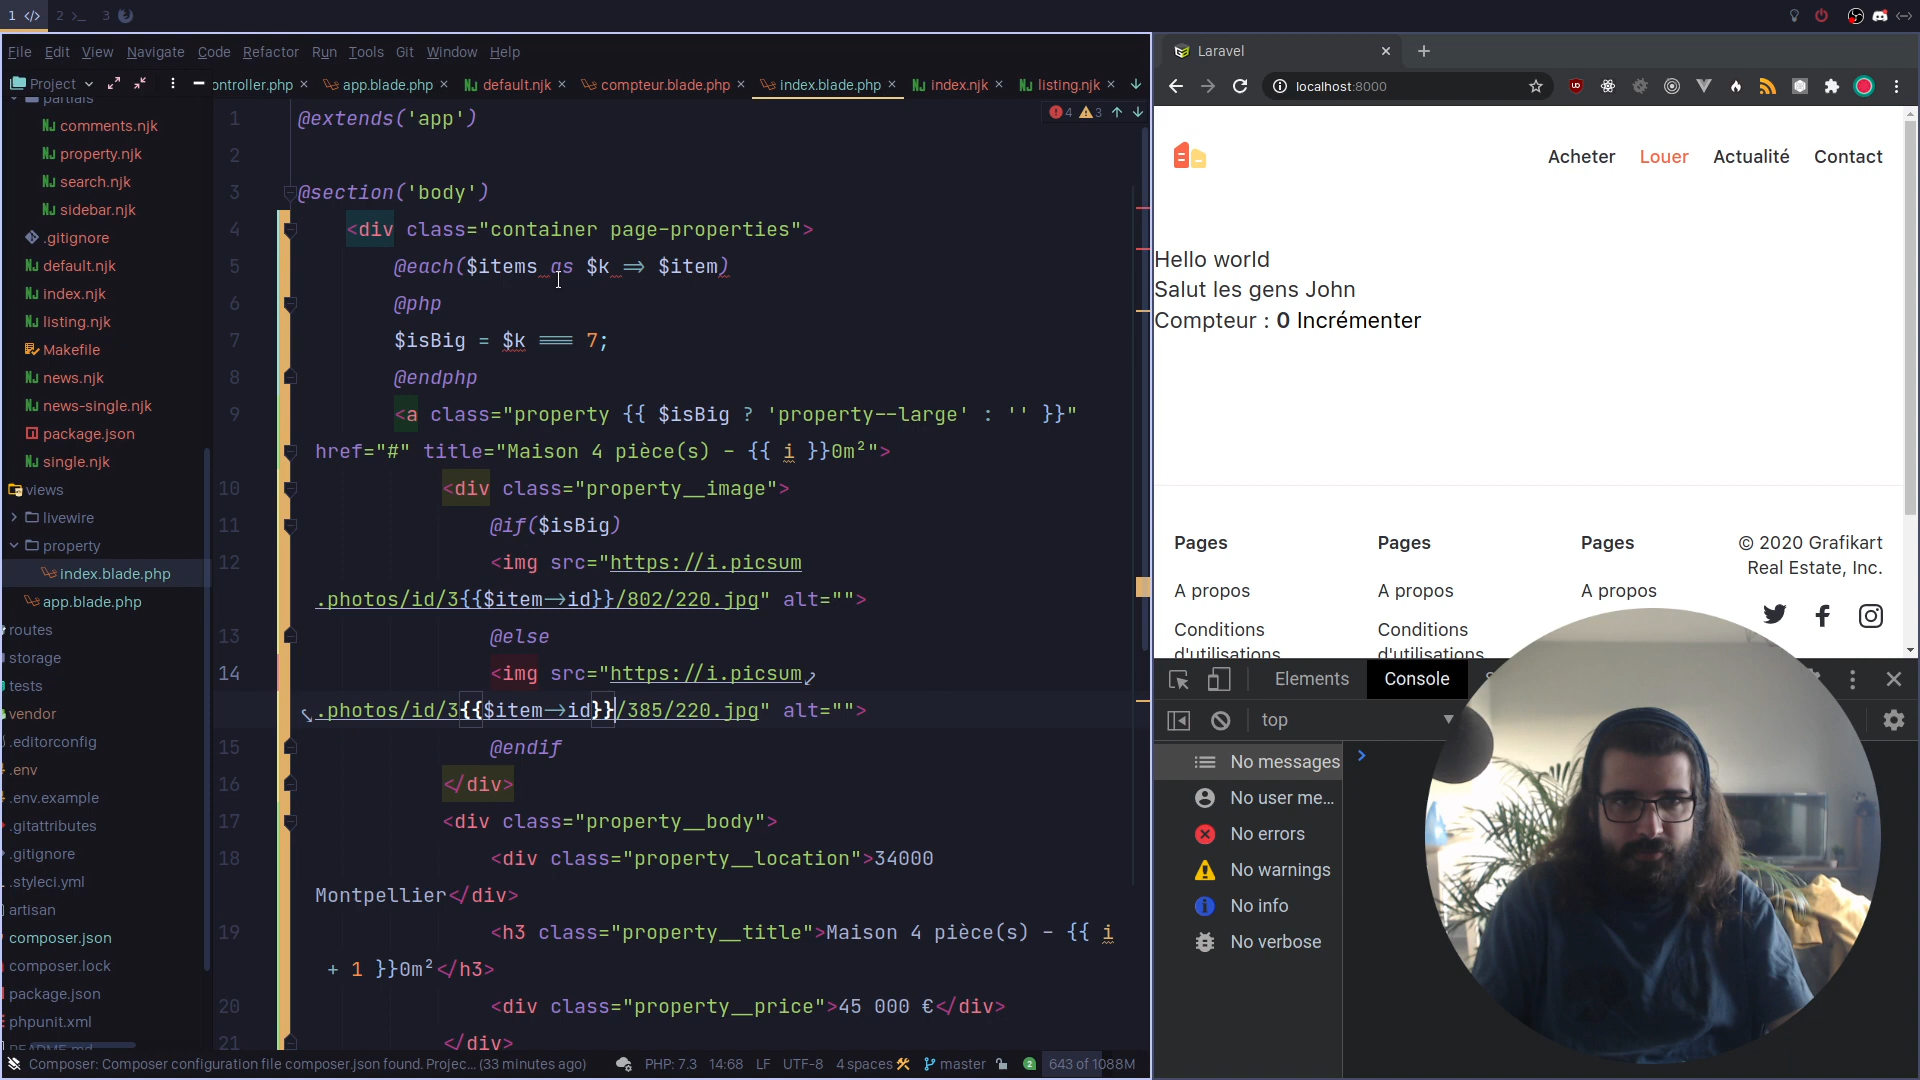 1 2 3
File Edit View Navigate Code Refactor Run Tools Git Window Help
Project
ontroller.php app.blade.php default.njk compteur.blade.php index.blade.php index.njk listing.njk
partials
comments.njk
property.njk
search.njk
sidebar.njk
.gitignore
default.njk
index.njk
listing.njk
Makefile
news.njk
news-single.njk
package.json
single.njk
views
livewire
property
index.blade.php
app.blade.php
routes
storage
tests
vendor
.editorconfig
.env
.env.example
.gitattributes
.gitignore
.styleci.yml
artisan
composer.json
composer.lock
package.json
phpunit.xml
README.md
4 3
1 @extends('app')
2
3 @section('body')
4 <div class="container page-properties">
5 @each($items as $k => $item)
6 @php
7 $isBig = $k === 7;
8 @endphp
9 <a class="property {{ $isBig ? 'property--large' : '' }}"
href="#" title="Maison 4 pièce(s) - {{ i }}0m²">
10 <div class="property__image">
11 @if($isBig)
12 <img src="https://i.picsum
.photos/id/3{{$item->id}}/802/220.jpg" alt="">
13 @else
14 <img src="https://i.picsum
.photos/id/3{{$item->id}}/385/220.jpg" alt="">
15 @endif
16 </div>
17 <div class="property__body">
18 <div class="property__location">34000
Montpellier</div>
19 <h3 class="property__title">Maison 4 pièce(s) - {{ i
+ 1 }}0m²</h3>
20 <div class="property__price">45 000 €</div>
21 </div>
Composer: Composer configuration file composer.json found. Projec... (33 minutes ago) PHP: 7.3 14:68 LF UTF-8 4 spaces master 2 643 of 1088M
Laravel
localhost:8000
Acheter Louer Actualité Contact
Hello world
Salut les gens John
Compteur : 0 Incrémenter
Pages Pages Pages © 2020 Grafikart
Real Estate, Inc.
A propos A propos A propos
Conditions Conditions
d'utilisations d'utilisations
Elements Console
top
No messages
No user me...
No errors
No warnings
No info
No verbose